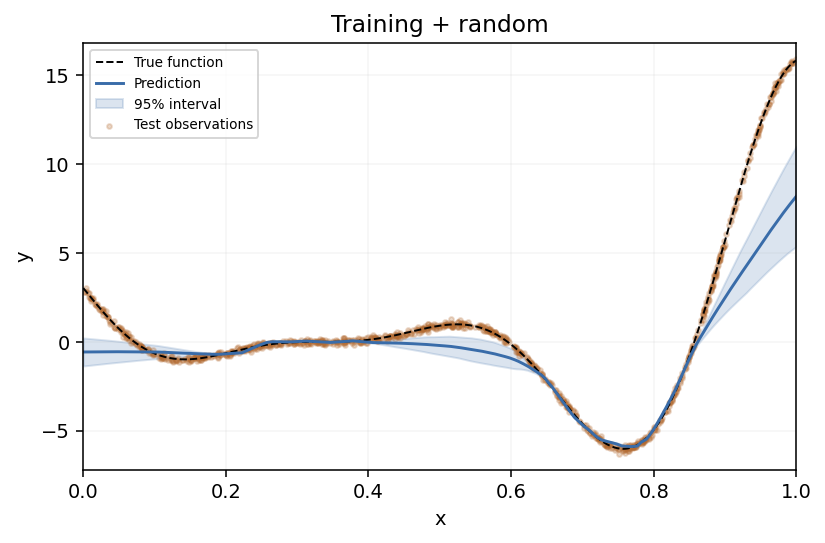 Training + random
True function
Prediction
95% interval
Test observations
y
15
10
5
0
−5
0.0 0.2 0.4 0.6 0.8 1.0
x